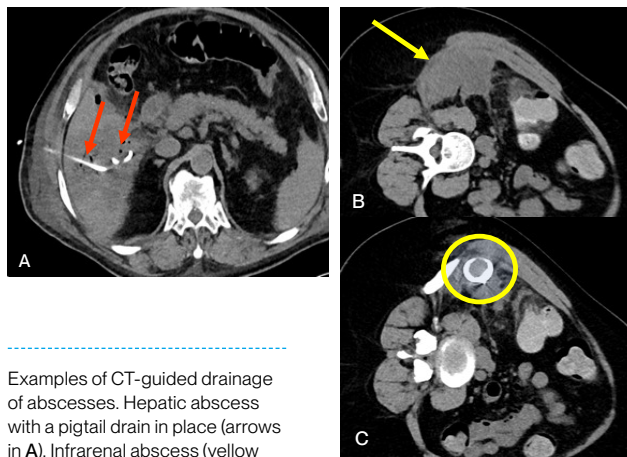 A
B
C
Examples of CT-guided drainage
of abscesses. Hepatic abscess
with a pigtail drain in place (arrows
in A). Infrarenal abscess (yellow